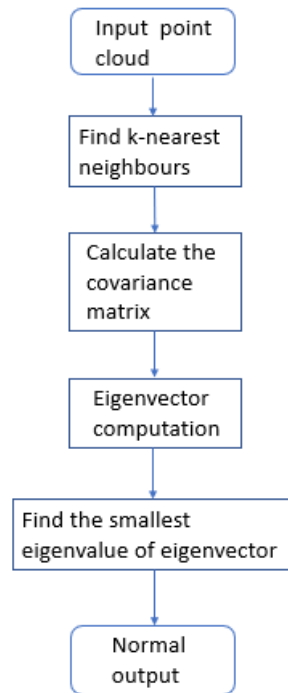 Input point
cloud
Find k-nearest
neighbours
Calculate the
covariance
matrix
Eigenvector
computation
Find the smallest
eigenvalue of eigenvector
Normal
output